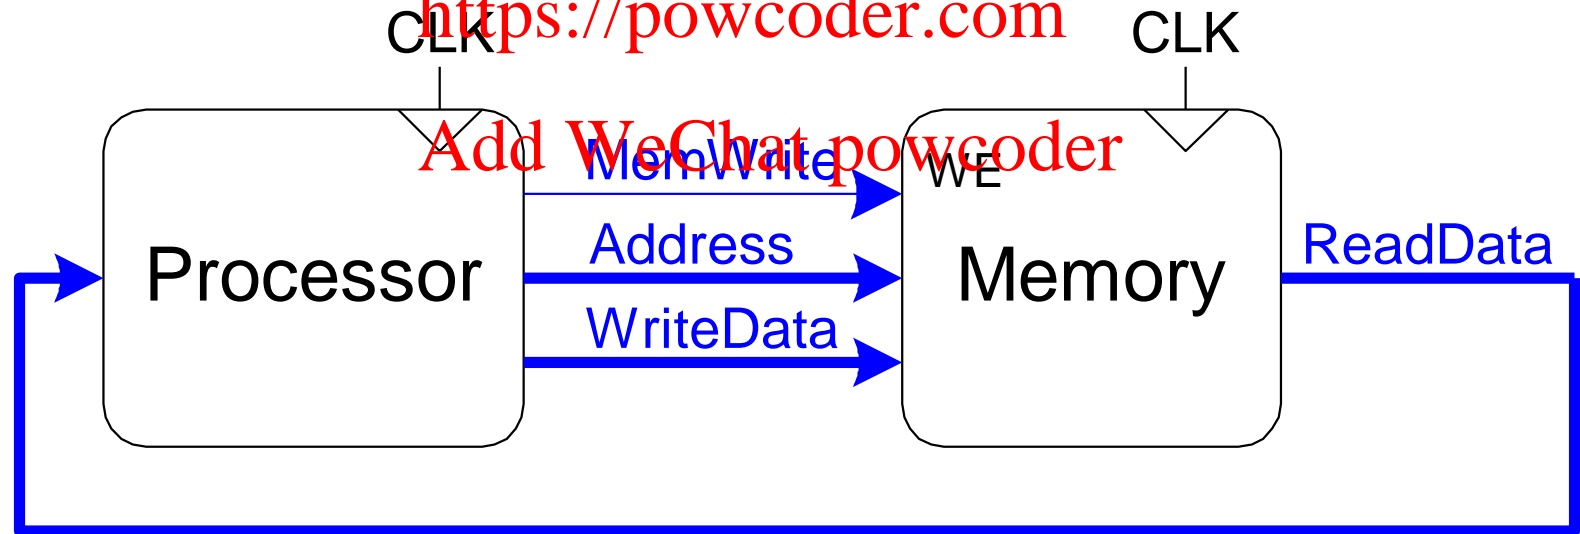 https://powcoder.com
CLK
CLK
Add WeChat powcoder
MemWrite
WE
Address
Processor
Memory
ReadData
WriteData